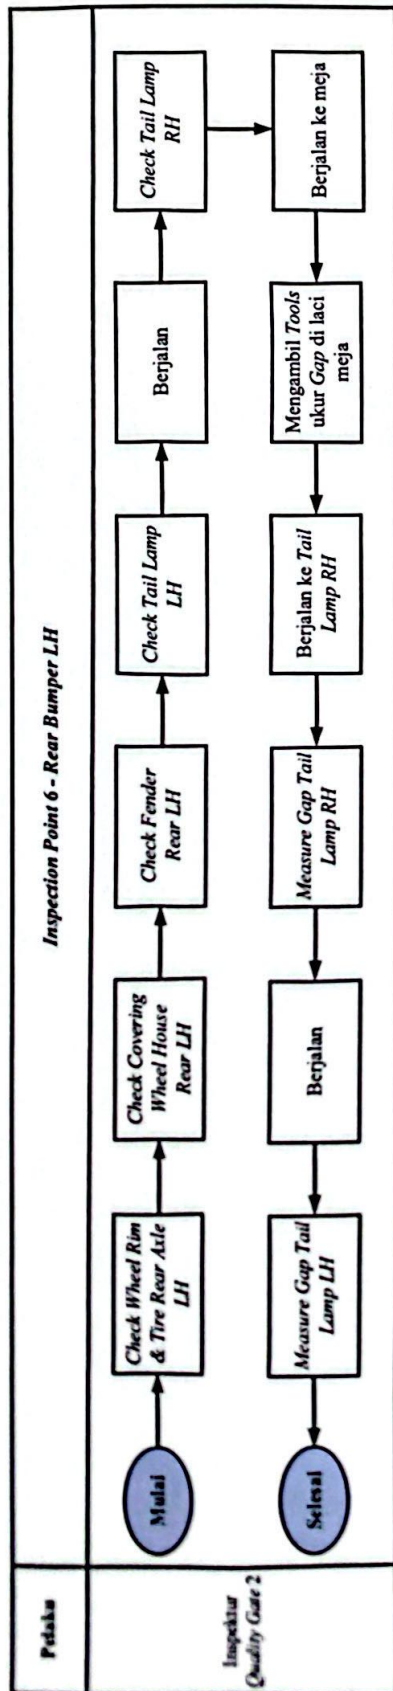 Pelaku
Inspection Point 6 - Rear Bumper LH
Inspektur
Quality Gate 2
Mulai
Check Wheel Rim
& Tire Rear Axle
LH
Check Covering
Wheel House
Rear LH
Check Fender
Rear LH
Check Tail Lamp
LH
Berjalan
Check Tail Lamp
RH
Berjalan ke meja
Mengambil Tools
ukur Gap di laci
meja
Berjalan ke Tail
Lamp RH
Measure Gap Tail
Lamp RH
Berjalan
Measure Gap Tail
Lamp LH
Selesai